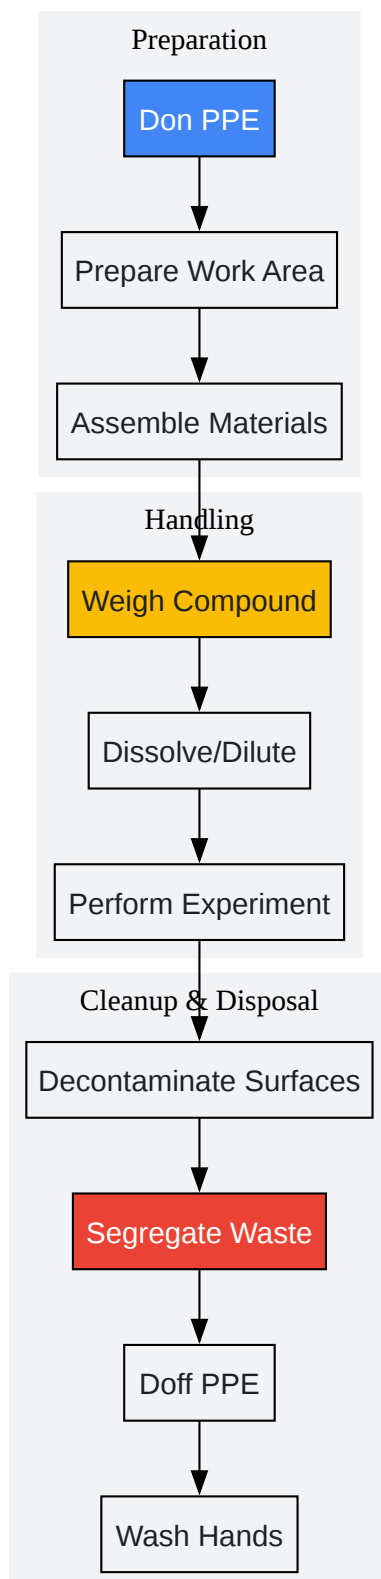 Preparation
Don PPE
Prepare Work Area
Assemble Materials
Handling
Weigh Compound
Dissolve/Dilute
Perform Experiment
Cleanup & Disposal
Decontaminate Surfaces
Segregate Waste
Doff PPE
Wash Hands